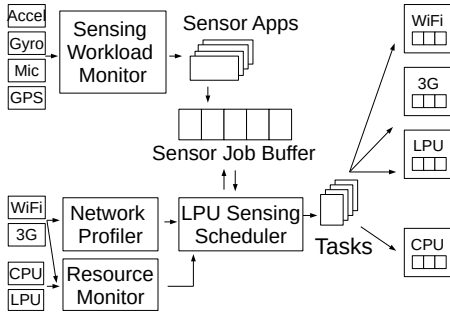 Accel
Gyro
Mic
GPS
Sensing
Workload
Monitor
Sensor Apps
Sensor Job Buffer
WiFi
3G
CPU
LPU
Network
Profiler
Resource
Monitor
LPU Sensing
Scheduler
Tasks
WiFi
3G
LPU
CPU